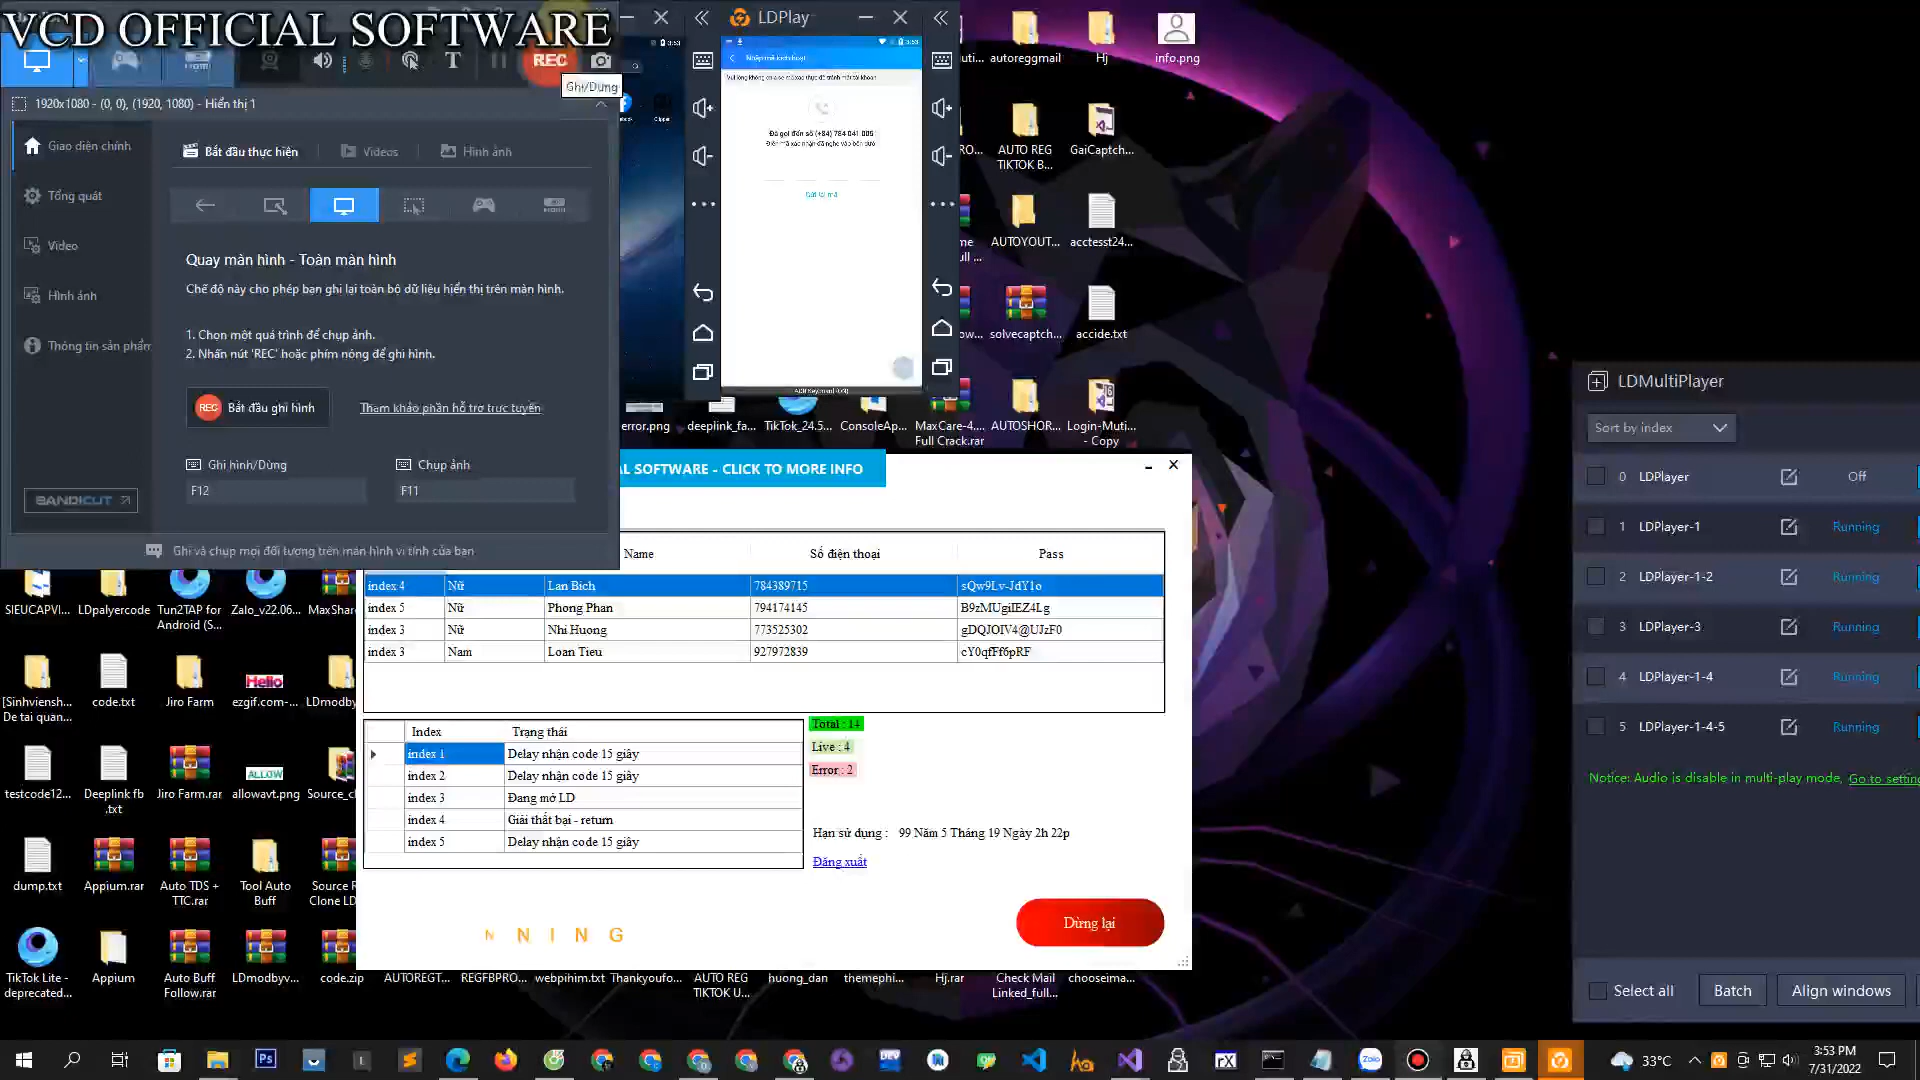 VCD OFFICIAL SOFTWARE
REC
Ghi/Dừng
1920x1080 - (0, 0), (1920, 1080) - Hiển thị 1
Giao diện chính
Tổng quát
Video
Hình ảnh
Thông tin sản phẩm
BANDICUT
Bắt đầu thực hiện
Videos
Hình ảnh
Quay màn hình - Toàn màn hình
Chế độ này cho phép bạn ghi lại toàn bộ dữ liệu hiển thị trên màn hình.
1. Chọn một quá trình để chụp ảnh.
2. Nhấn nút 'REC' hoặc phím nóng để ghi hình.
REC Bắt đầu ghi hình
Tham khảo phần hỗ trợ trực tuyến
Ghi hình/Dừng
Chụp ảnh
F12
F11
Ghi và chụp mọi đối tượng trên màn hình vi tính của bạn
LDPlay
3:53
Đã gọi đến số (+84) 784 041 005
Gửi lại mã
autoreggmail
Hj
info.png
AUTO REG TIKTOK B...
GaiCaptch...
AUTOYOUT...
acctesst24...
solvecaptch...
accide.txt
error.png
deeplink_fa...
TikTok_24.5...
ConsoleAp...
MaxCare-4....
Full Crack.rar
AUTOSHOR...
Login-Muti...
- Copy
L SOFTWARE - CLICK TO MORE INFO
Name Số điện thoại Pass
index 4 Nữ Lan Bich 784389715 sQw9Lv-JdY1o
index 5 Nữ Phong Phan 794174145 B9zMUgiIEZ4Lg
index 3 Nữ Nhi Huong 773525302 gDQJOIV4@UJzF0
index 3 Nam Loan Tieu 927972839 cY0qfFf6pRF
Index Trạng thái
index 1 Delay nhận code 15 giây
index 2 Delay nhận code 15 giây
index 3 Đang mở LD
index 4 Giải thất bại - return
index 5 Delay nhận code 15 giây
Total : 14
Live : 4
Error : 2
Hạn sử dụng : 99 Năm 5 Tháng 19 Ngày 2h 22p
Đăng xuất
N N I N G
Dừng lại
SIEUCAPVI...
LDpalyercode
Tun2TAP for Android (S...
Zalo_v22.06...
MaxShare
[Sinhviensh...
De tai quan...
code.txt
Jiro Farm
ezgif.com-...
LDmodby
testcode12...
Deeplink fb .txt
Jiro Farm.rar
allowavt.png
Source_cl
dump.txt
Appium.rar
Auto TDS + TTC.rar
Tool Auto Buff
Source R
Clone LD
TikTok Lite - deprecated...
Appium
Auto Buff Follow.rar
LDmodbyv...
code.zip
AUTOREGT...
REGFBPRO...
webpihim.txt
Thankyoufo...
AUTO REG TIKTOK U...
huong_dan
themephi...
Hj.rar
Check Mail Linked_full...
chooseima...
LDMultiPlayer
Sort by index
0 LDPlayer Off
1 LDPlayer-1 Running
2 LDPlayer-1-2 Running
3 LDPlayer-3 Running
4 LDPlayer-1-4 Running
5 LDPlayer-1-4-5 Running
Notice: Audio is disable in multi-play mode, Go to setting
Select all
Batch
Align windows
33°C
3:53 PM
7/31/2022